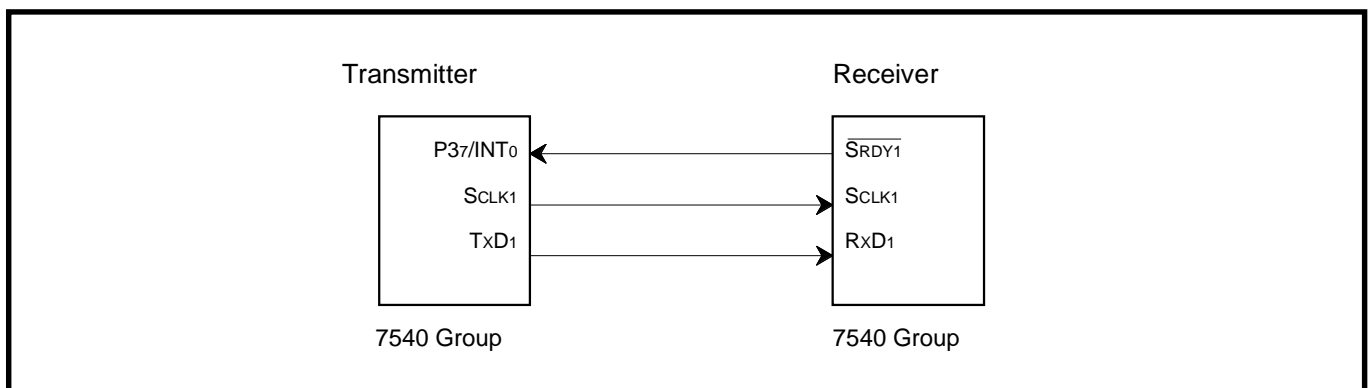 Transmitter
Receiver
P37/INT0
SRDY1
SCLK1
SCLK1
TxD1
RxD1
7540 Group
7540 Group